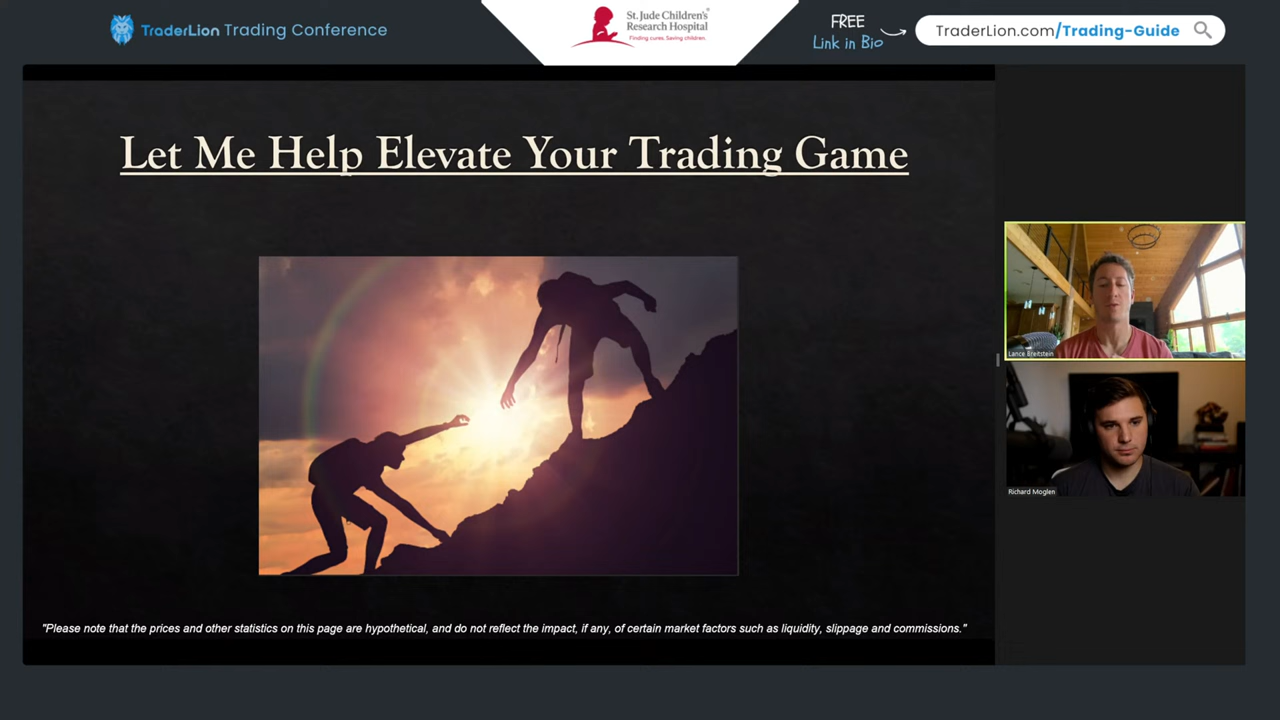 TraderLion Trading Conference
St. Jude Children's
Research Hospital
Finding cures. Saving children.
FREE
Link in Bio
TraderLion.com/Trading-Guide
Let Me Help Elevate Your Trading Game
Lance Breitstein
Richard Moglen
"Please note that the prices and other statistics on this page are hypothetical, and do not reflect the impact, if any, of certain market factors such as liquidity, slippage and commissions."